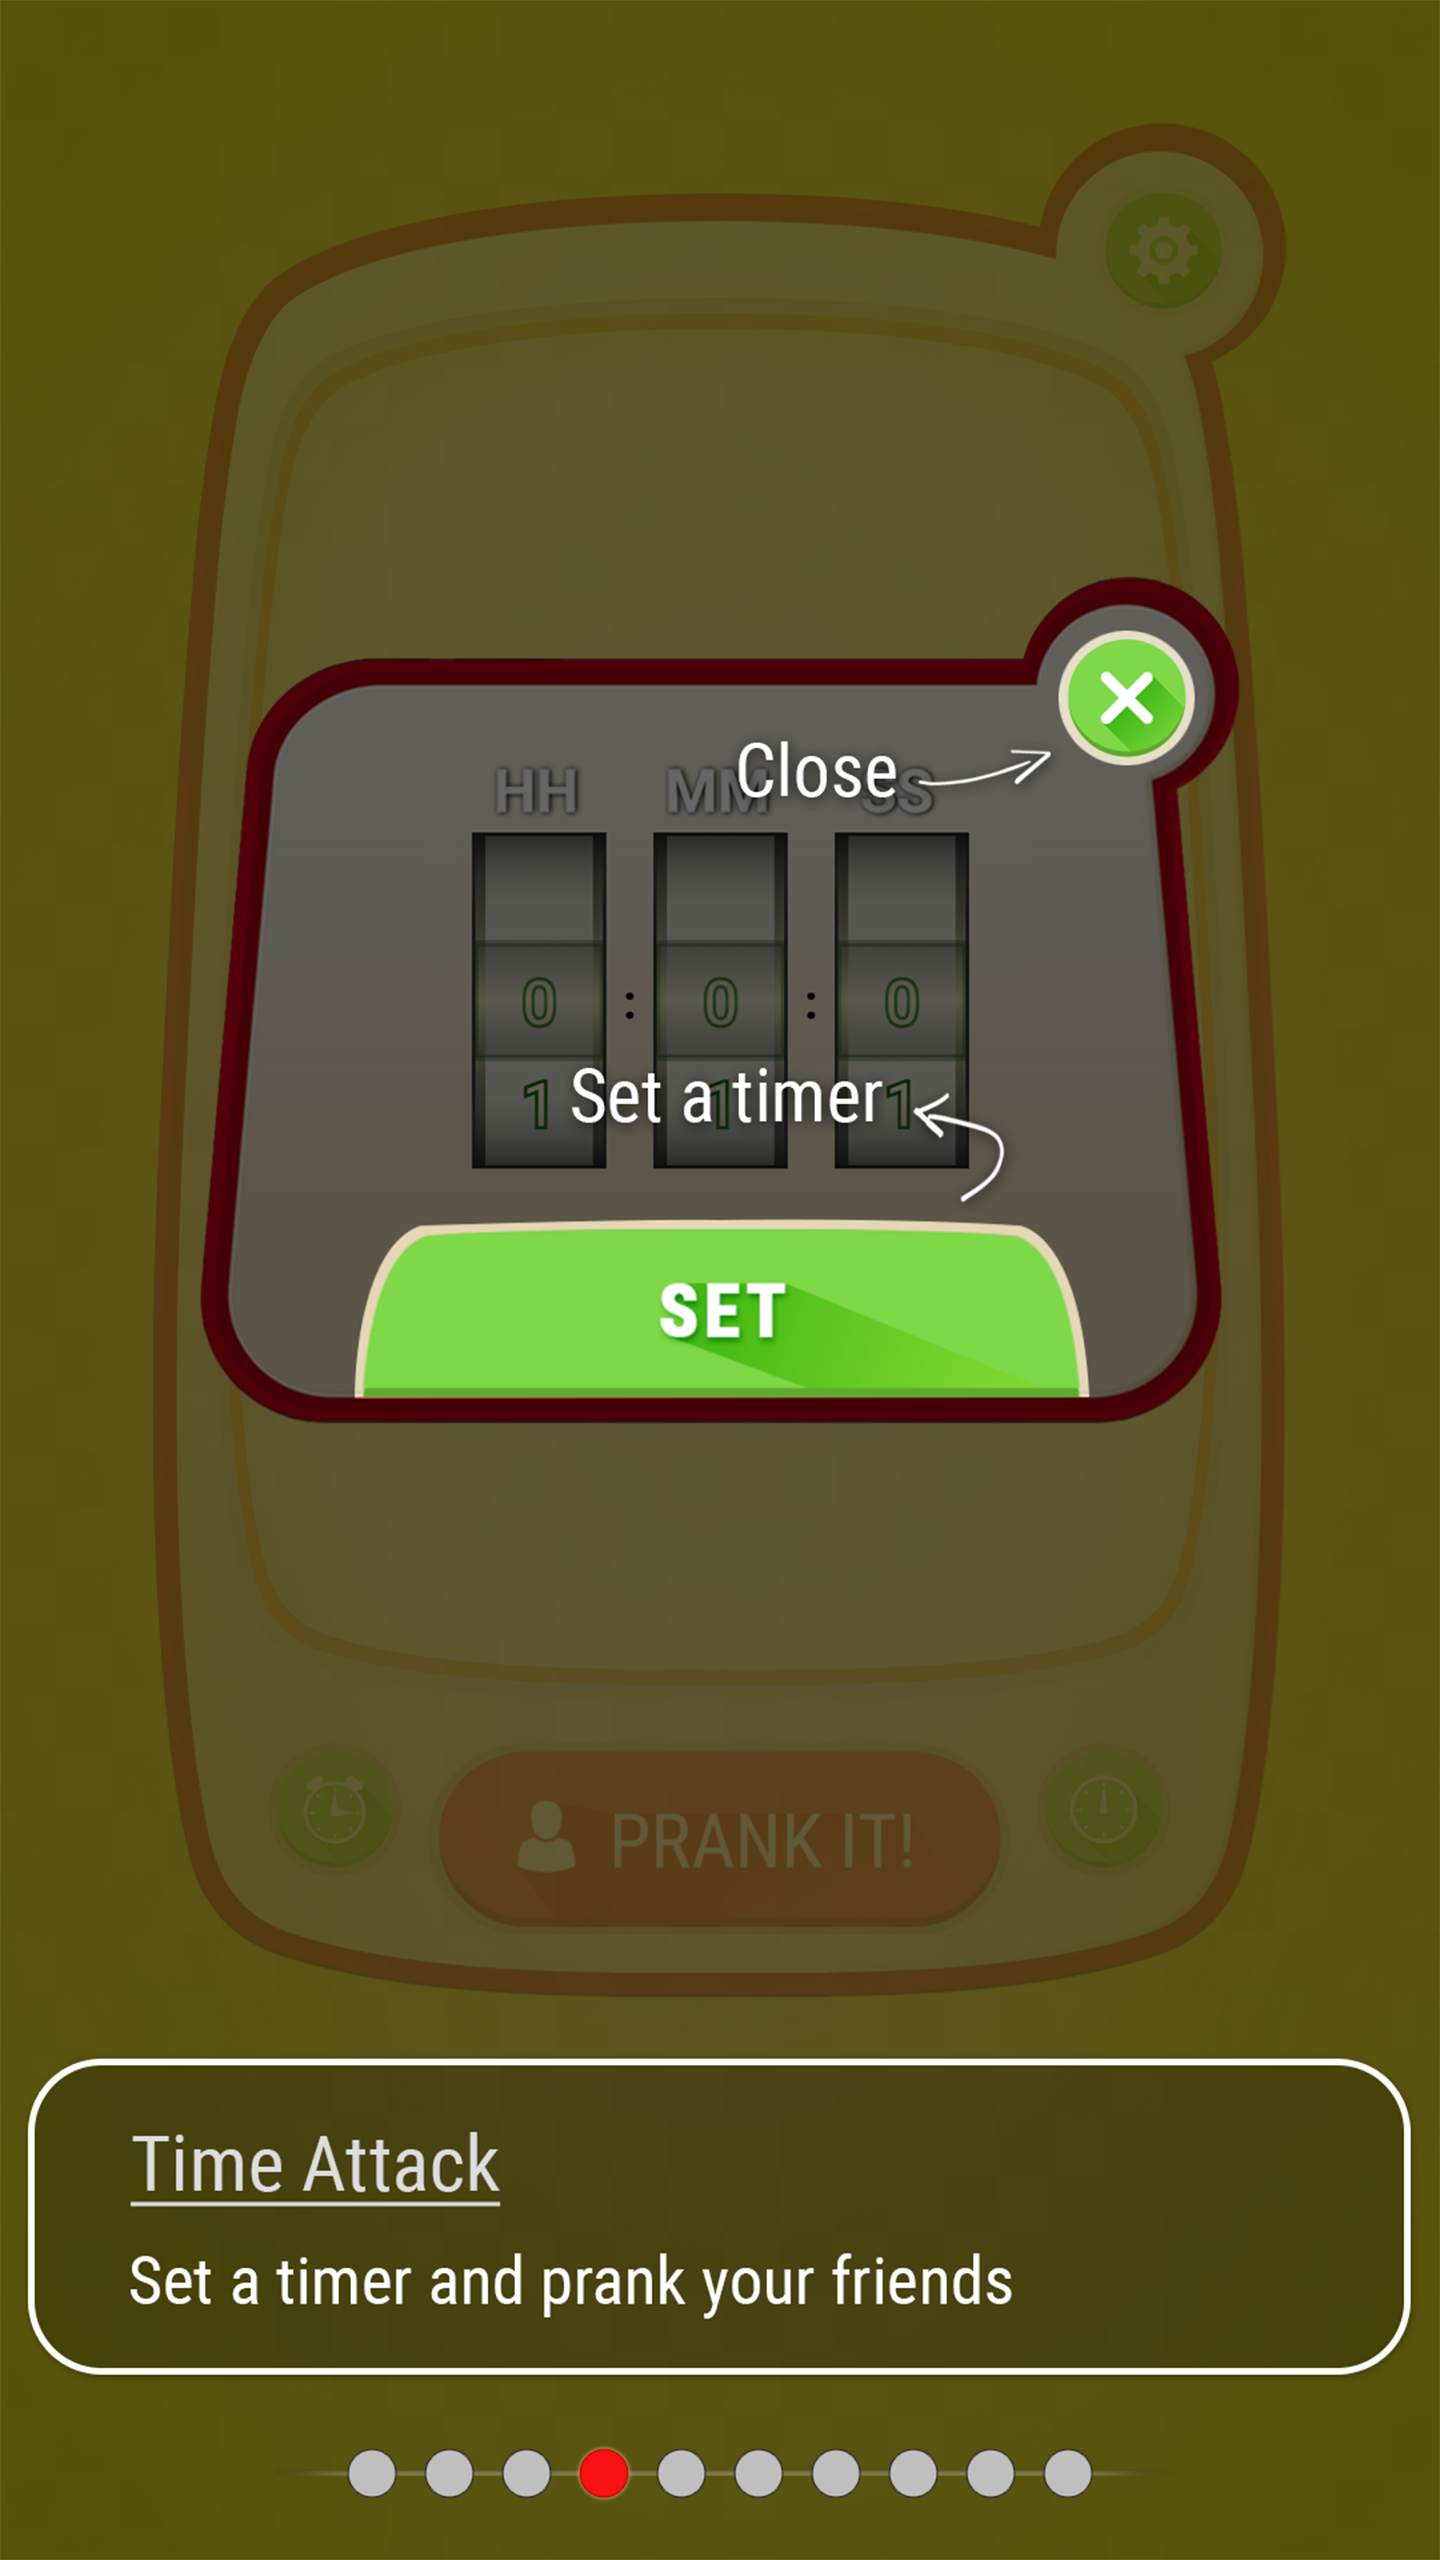 Close
HH MM SS
0 : 0 : 0
1 1 1
Set a timer
SET
PRANK IT!
Time Attack
Set a timer and prank your friends